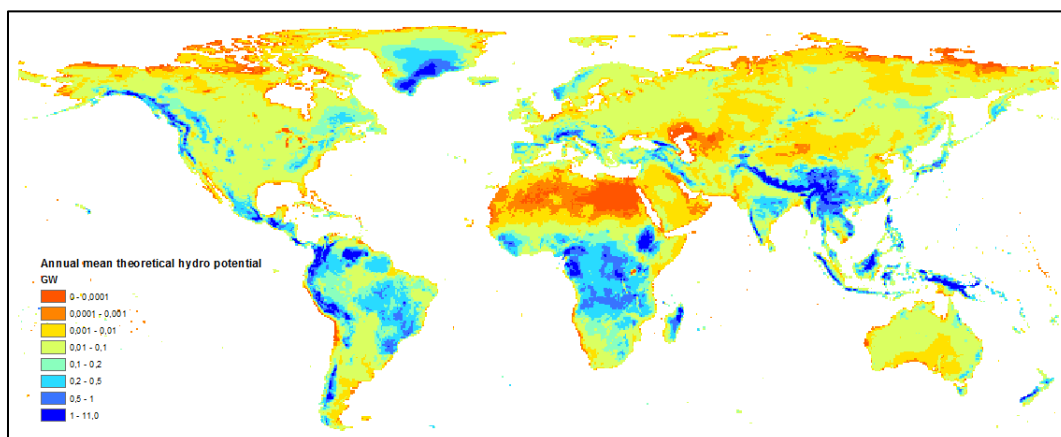 Annual mean theoretical hydro potential
GW
0 - 0,0001
0,0001 - 0,001
0,001 - 0,01
0,01 - 0,1
0,1 - 0,2
0,2 - 0,5
0,5 - 1
1 - 11,0